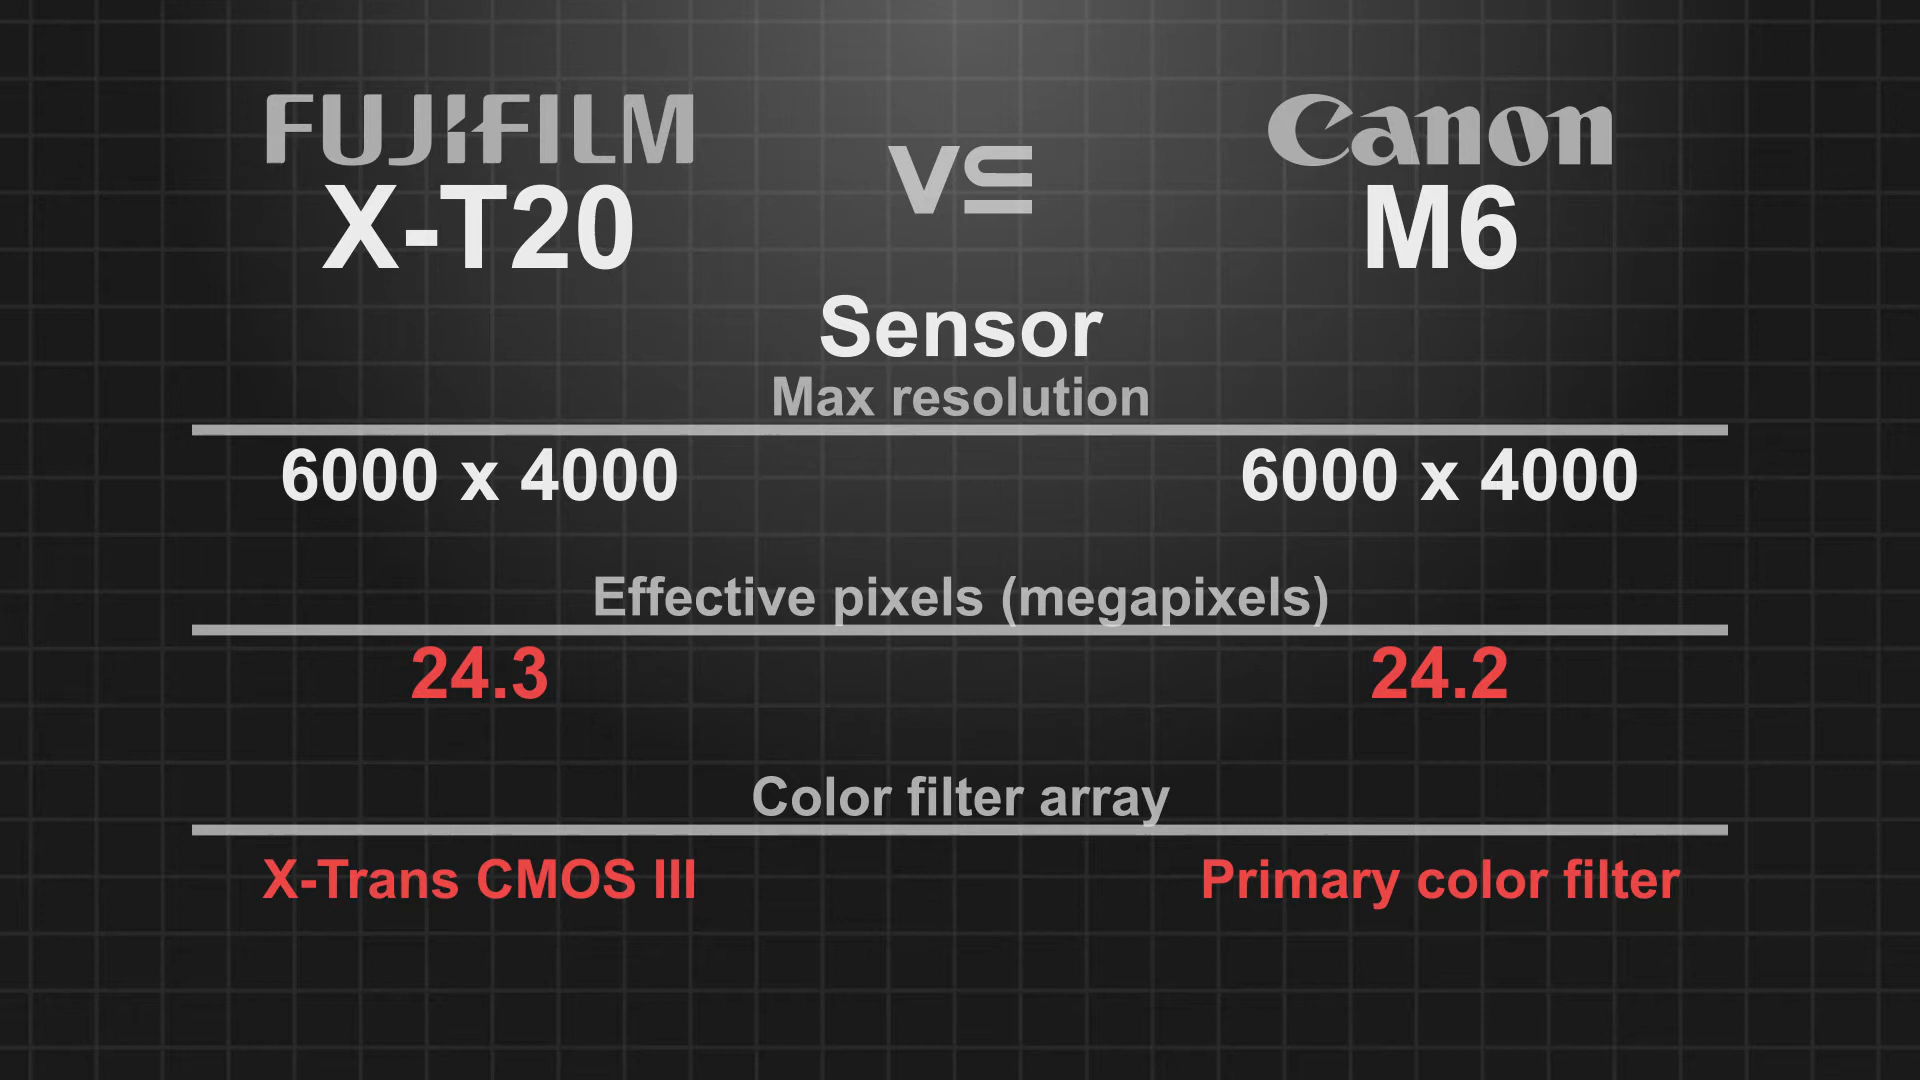 FUJIFILM
X-T20
VS
Canon
M6
Sensor
Max resolution
6000 x 4000
6000 x 4000
Effective pixels (megapixels)
24.3
24.2
Color filter array
X-Trans CMOS III
Primary color filter